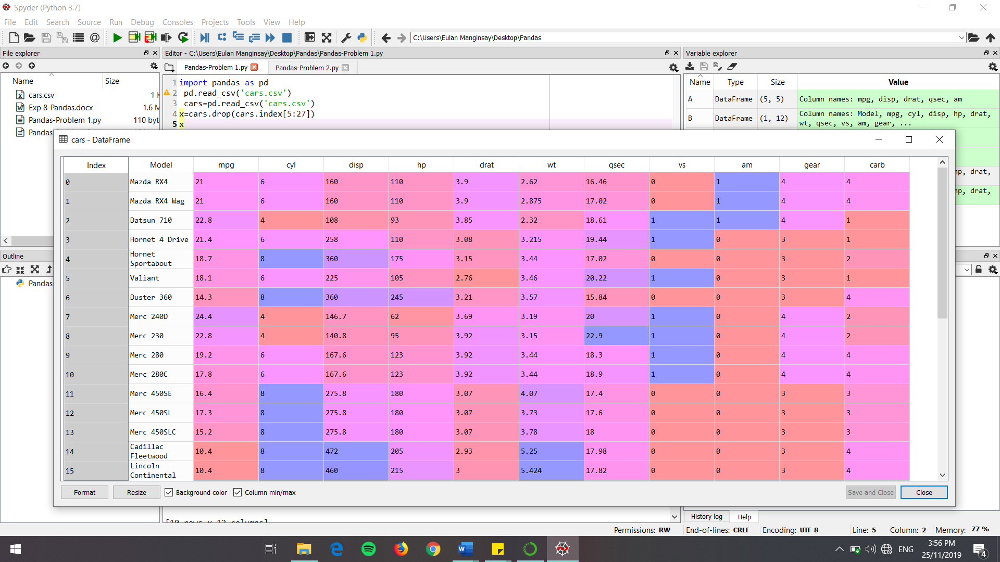 Spyder (Python 3.7)
File Edit Search Source Run Debug Consoles Projects Tools View Help
C:\Users\Eulan Manginsay\Desktop\Pandas
File explorer
Name Size
cars.csv 1 K
Exp 8-Pandas.docx 1.6 M
Pandas-Problem 1.py 110 byt
Pandas
Editor - C:\Users\Eulan Manginsay\Desktop\Pandas\Pandas-Problem 1.py
Pandas-Problem 1.py Pandas-Problem 2.py
1 import pandas as pd
2 pd.read_csv('cars.csv')
3 cars=pd.read_csv('cars.csv')
4 x=cars.drop(cars.index[5:27])
5 x
Variable explorer
Name Type Size Value
A DataFrame (5, 5) Column names: mpg, disp, drat, qsec, am
B DataFrame (1, 12) Column names: Model, mpg, cyl, disp, hp, drat,
wt, qsec, vs, am, gear, ...
hp, drat,
hp, drat,
Outline
Pandas
cars - DataFrame
Index Model mpg cyl disp hp drat wt qsec vs am gear carb
0 Mazda RX4 21 6 160 110 3.9 2.62 16.46 0 1 4 4
1 Mazda RX4 Wag 21 6 160 110 3.9 2.875 17.02 0 1 4 4
2 Datsun 710 22.8 4 108 93 3.85 2.32 18.61 1 1 4 1
3 Hornet 4 Drive 21.4 6 258 110 3.08 3.215 19.44 1 0 3 1
4 Hornet Sportabout 18.7 8 360 175 3.15 3.44 17.02 0 0 3 2
5 Valiant 18.1 6 225 105 2.76 3.46 20.22 1 0 3 1
6 Duster 360 14.3 8 360 245 3.21 3.57 15.84 0 0 3 4
7 Merc 240D 24.4 4 146.7 62 3.69 3.19 20 1 0 4 2
8 Merc 230 22.8 4 140.8 95 3.92 3.15 22.9 1 0 4 2
9 Merc 280 19.2 6 167.6 123 3.92 3.44 18.3 1 0 4 4
10 Merc 280C 17.8 6 167.6 123 3.92 3.44 18.9 1 0 4 4
11 Merc 450SE 16.4 8 275.8 180 3.07 4.07 17.4 0 0 3 3
12 Merc 450SL 17.3 8 275.8 180 3.07 3.73 17.6 0 0 3 3
13 Merc 450SLC 15.2 8 275.8 180 3.07 3.78 18 0 0 3 3
14 Cadillac Fleetwood 10.4 8 472 205 2.93 5.25 17.98 0 0 3 4
15 Lincoln Continental 10.4 8 460 215 3 5.424 17.82 0 0 3 4
Format Resize Background color Column min/max Save and Close Close
[10 rows x 12 columns]
History log Help
Permissions: RW End-of-lines: CRLF Encoding: UTF-8 Line: 5 Column: 2 Memory: 77 %
ENG
3:56 PM
25/11/2019
4